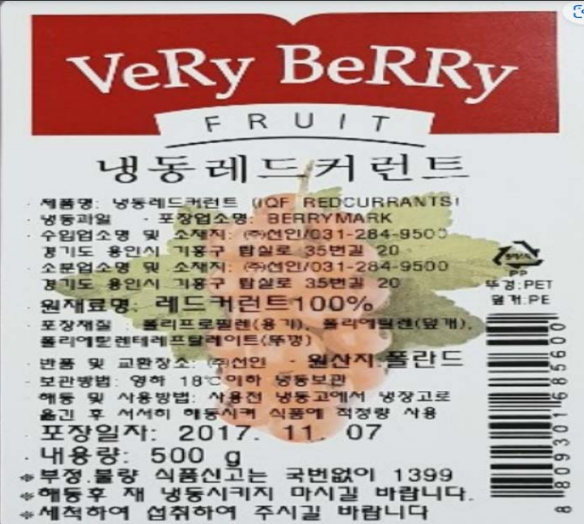 VeRy BeRRy
FRUIT
냉동레드커런트
· 제품명: 냉동레드커런트 (IQF REDCURRANTS)
· 냉동과일 · 포장업소명: BERRYMARK
· 수입업소명 및 소재지: (주)선인/031-284-9500
경기도 용인시 기흥구 탑실로 35번길 20
· 소분업소명 및 소재지: (주)선인/031-284-9500
경기도 용인시 기흥구 탑실로 35번길 20
· 원재료명: 레드커런트100%
· 포장재질 : 폴리프로필렌(용기), 폴리에틸렌(덮개),
폴리에틸렌테레프탈레이트(뚜껑)
· 반품 및 교환장소: (주)선인 · 원산지:폴란드
· 보관방법: 영하 18℃이하 냉동보관
· 해동 및 사용방법: 사용전 냉동고에서 냉장고로
옮긴 후 서서히 해동시켜 식품에 적정량 사용
· 포장일자: 2017. 11. 07
· 내용량: 500 g
※부정.불량 식품신고는 국번없이 1399
※해동후 재 냉동시키지 마시길 바랍니다.
※세척하여 섭취하여 주시길 바랍니다
PP
뚜껑:PET
덮개:PE
8 809301 685600